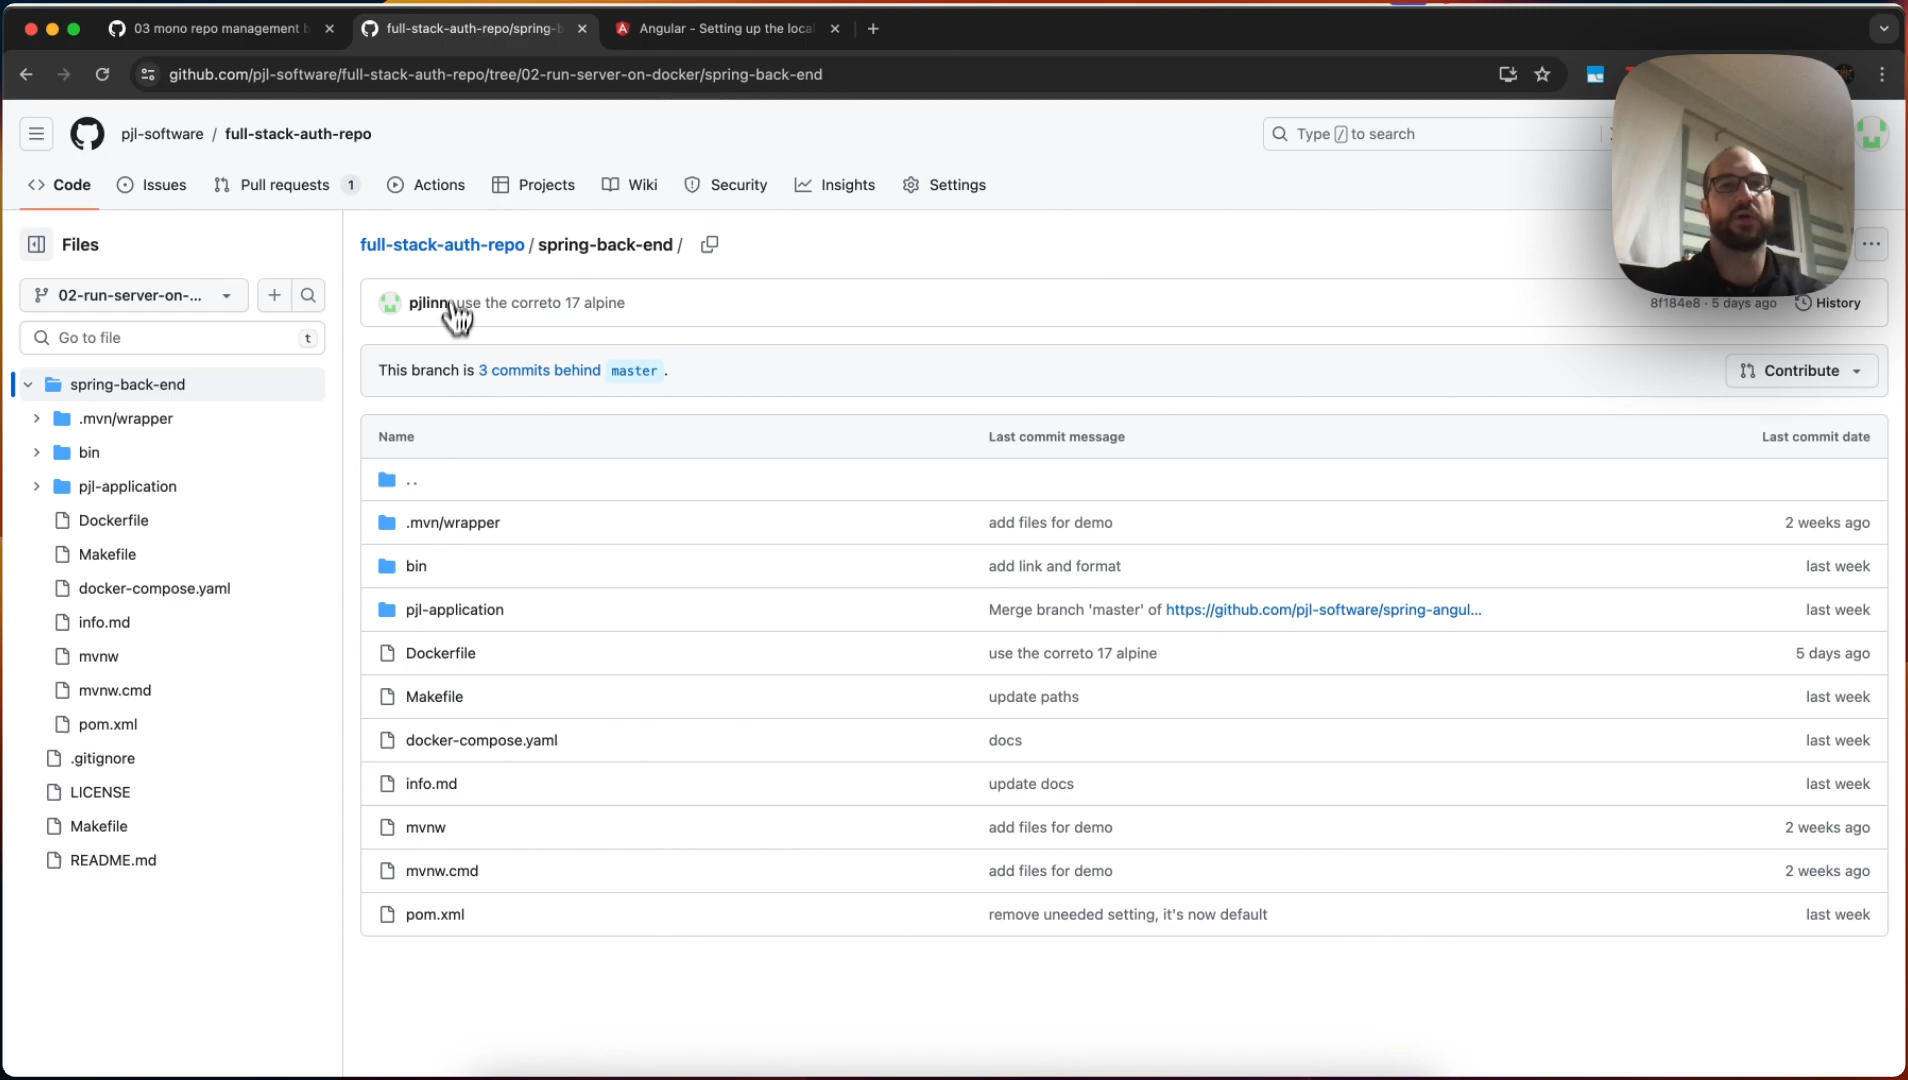 03 mono repo management b
full-stack-auth-repo/spring-b
Angular - Setting up the local
github.com/pjl-software/full-stack-auth-repo/tree/02-run-server-on-docker/spring-back-end
pjl-software / full-stack-auth-repo
Type / to search
Code
Issues
Pull requests 1
Actions
Projects
Wiki
Security
Insights
Settings
Files
full-stack-auth-repo / spring-back-end /
02-run-server-on-...
pjlinn use the correto 17 alpine
8f184e8 · 5 days ago
History
Go to file
t
This branch is 3 commits behind master .
Contribute
spring-back-end
.mvn/wrapper
bin
pjl-application
Dockerfile
Makefile
docker-compose.yaml
info.md
mvnw
mvnw.cmd
pom.xml
.gitignore
LICENSE
Makefile
README.md
Name Last commit message Last commit date
..
.mvn/wrapper add files for demo 2 weeks ago
bin add link and format last week
pjl-application Merge branch 'master' of https://github.com/pjl-software/spring-angul... last week
Dockerfile use the correto 17 alpine 5 days ago
Makefile update paths last week
docker-compose.yaml docs last week
info.md update docs last week
mvnw add files for demo 2 weeks ago
mvnw.cmd add files for demo 2 weeks ago
pom.xml remove uneeded setting, it's now default last week